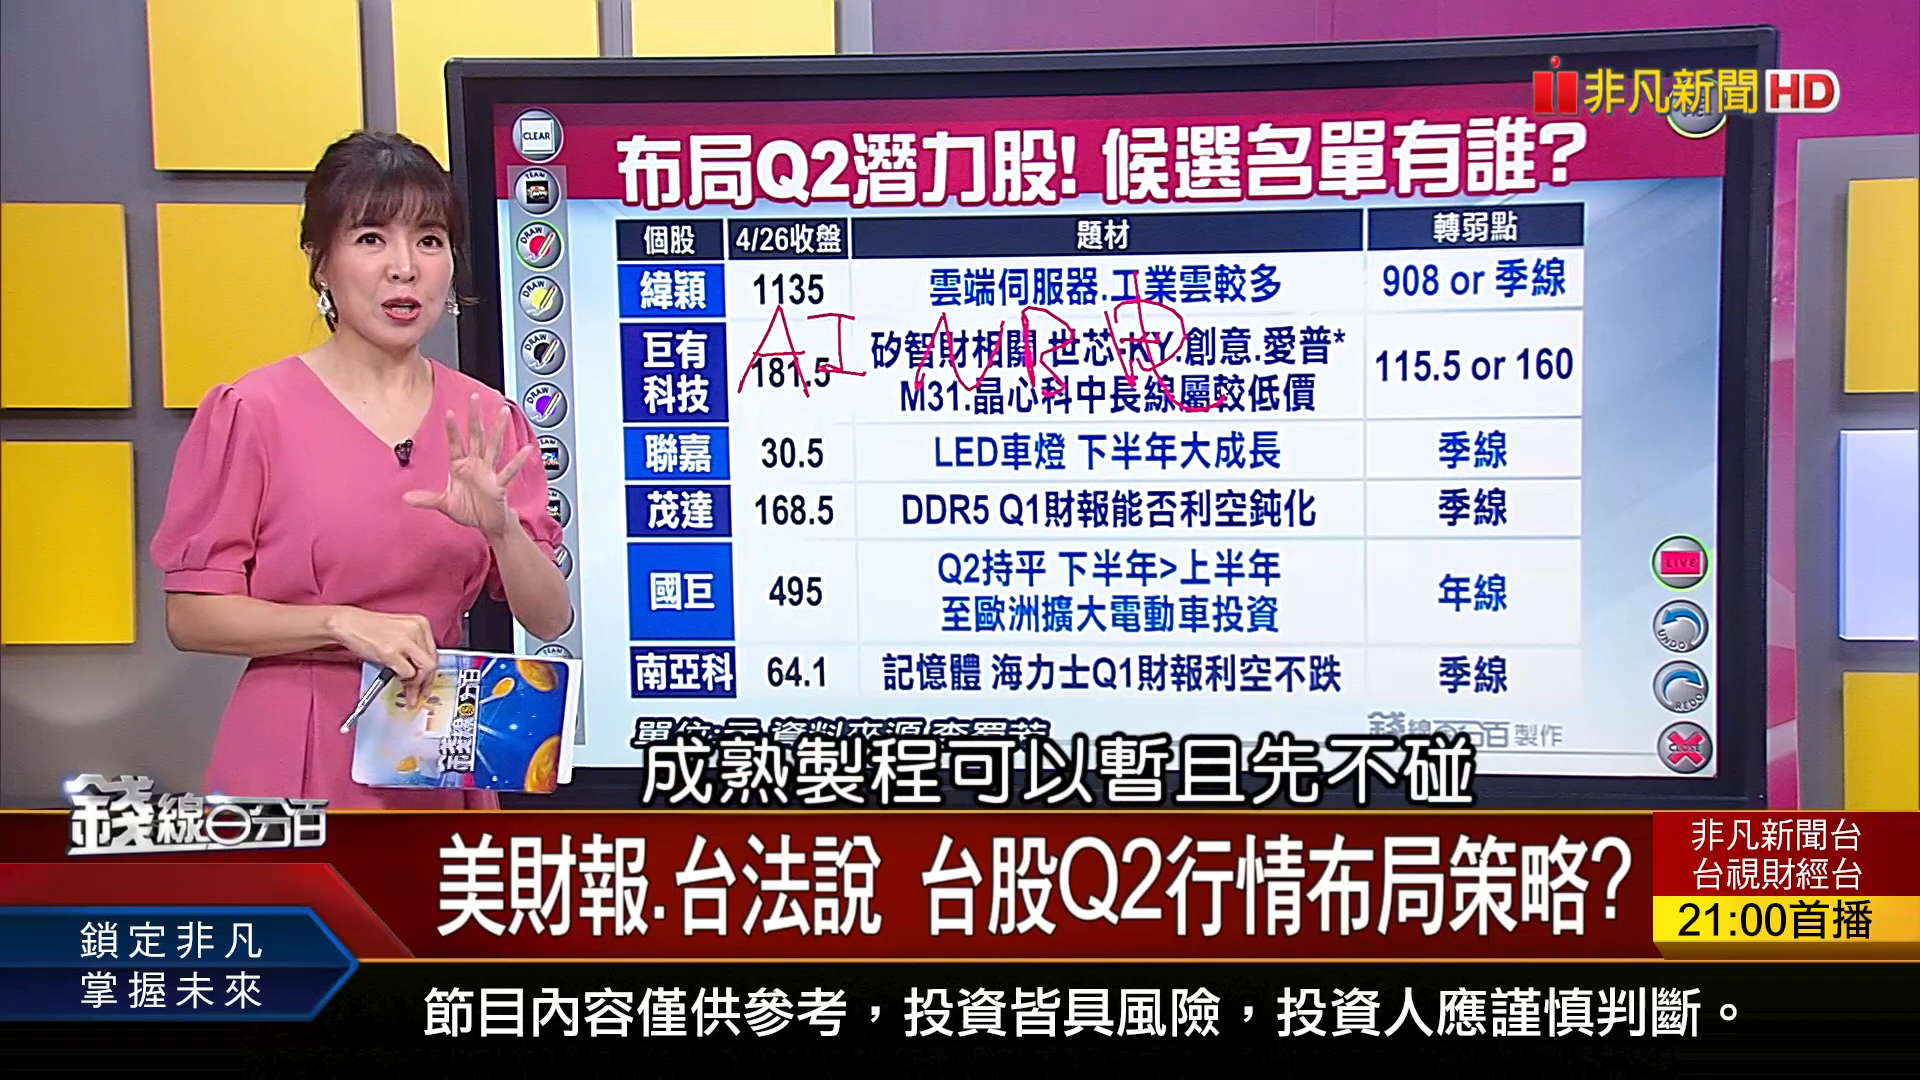 非凡新聞HD
CLEAR
布局Q2潛力股! 候選名單有誰?
個股 4/26收盤 題材 轉弱點
緯穎 1135 雲端伺服器.工業雲較多 908 or 季線
AI
巨有科技 181.5 矽智財相關 世芯-KY.創意.愛普* 115.5 or 160
M31.晶心科中長線屬較低價
聯嘉 30.5 LED車燈 下半年大成長 季線
茂達 168.5 DDR5 Q1財報能否利空鈍化 季線
國巨 495 Q2持平 下半年>上半年 年線
至歐洲擴大電動車投資
南亞科 64.1 記憶體 海力士Q1財報利空不跌 季線
錢線百分百 製作
TEAM
DRAW
DRAW
DRAW
DRAW
LIVE
UNDO
REDO
CLOSE
成熟製程可以暫且先不碰
錢線百分百
美財報.台法說 台股Q2行情布局策略?
非凡新聞台
台視財經台
21:00首播
鎖定非凡
掌握未來
節目內容僅供參考，投資皆具風險，投資人應謹慎判斷。